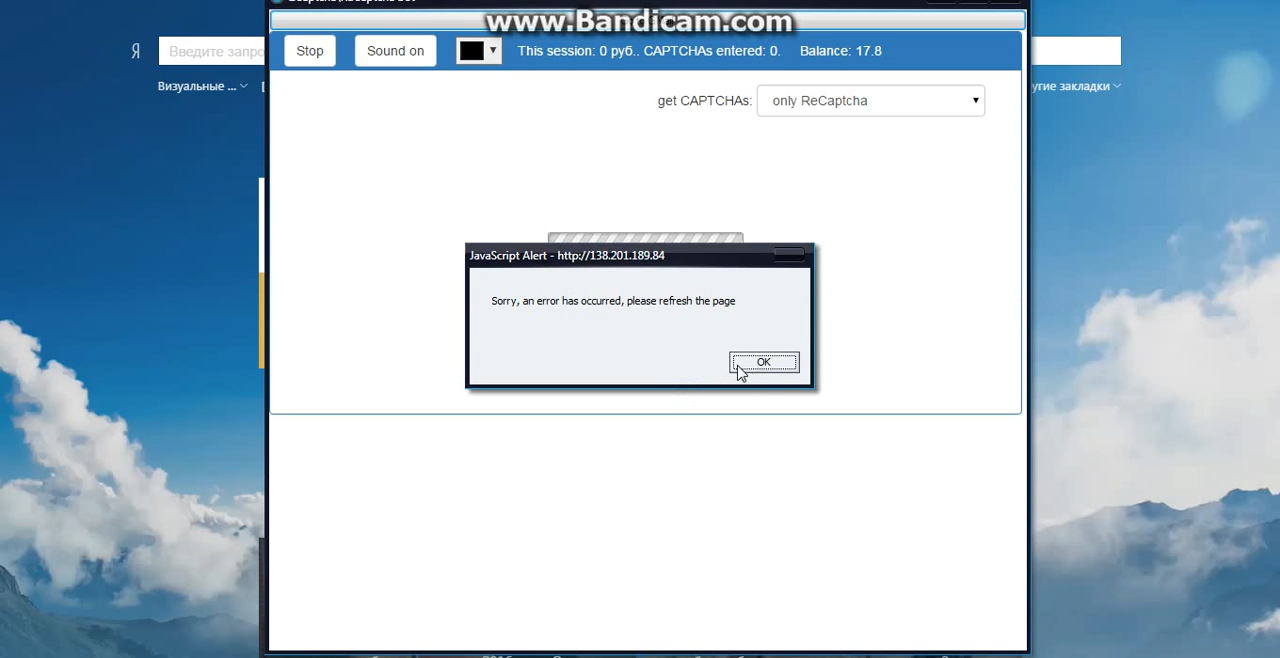 www.Bandicam.com
Я
Введите запро
Stop
Sound on
This session: 0 руб.. CAPTCHAs entered: 0.
Balance: 17.8
Визуальные ...
угие закладки
get CAPTCHAs:
only ReCaptcha
JavaScript Alert - http://138.201.189.84
Sorry, an error has occurred, please refresh the page
OK